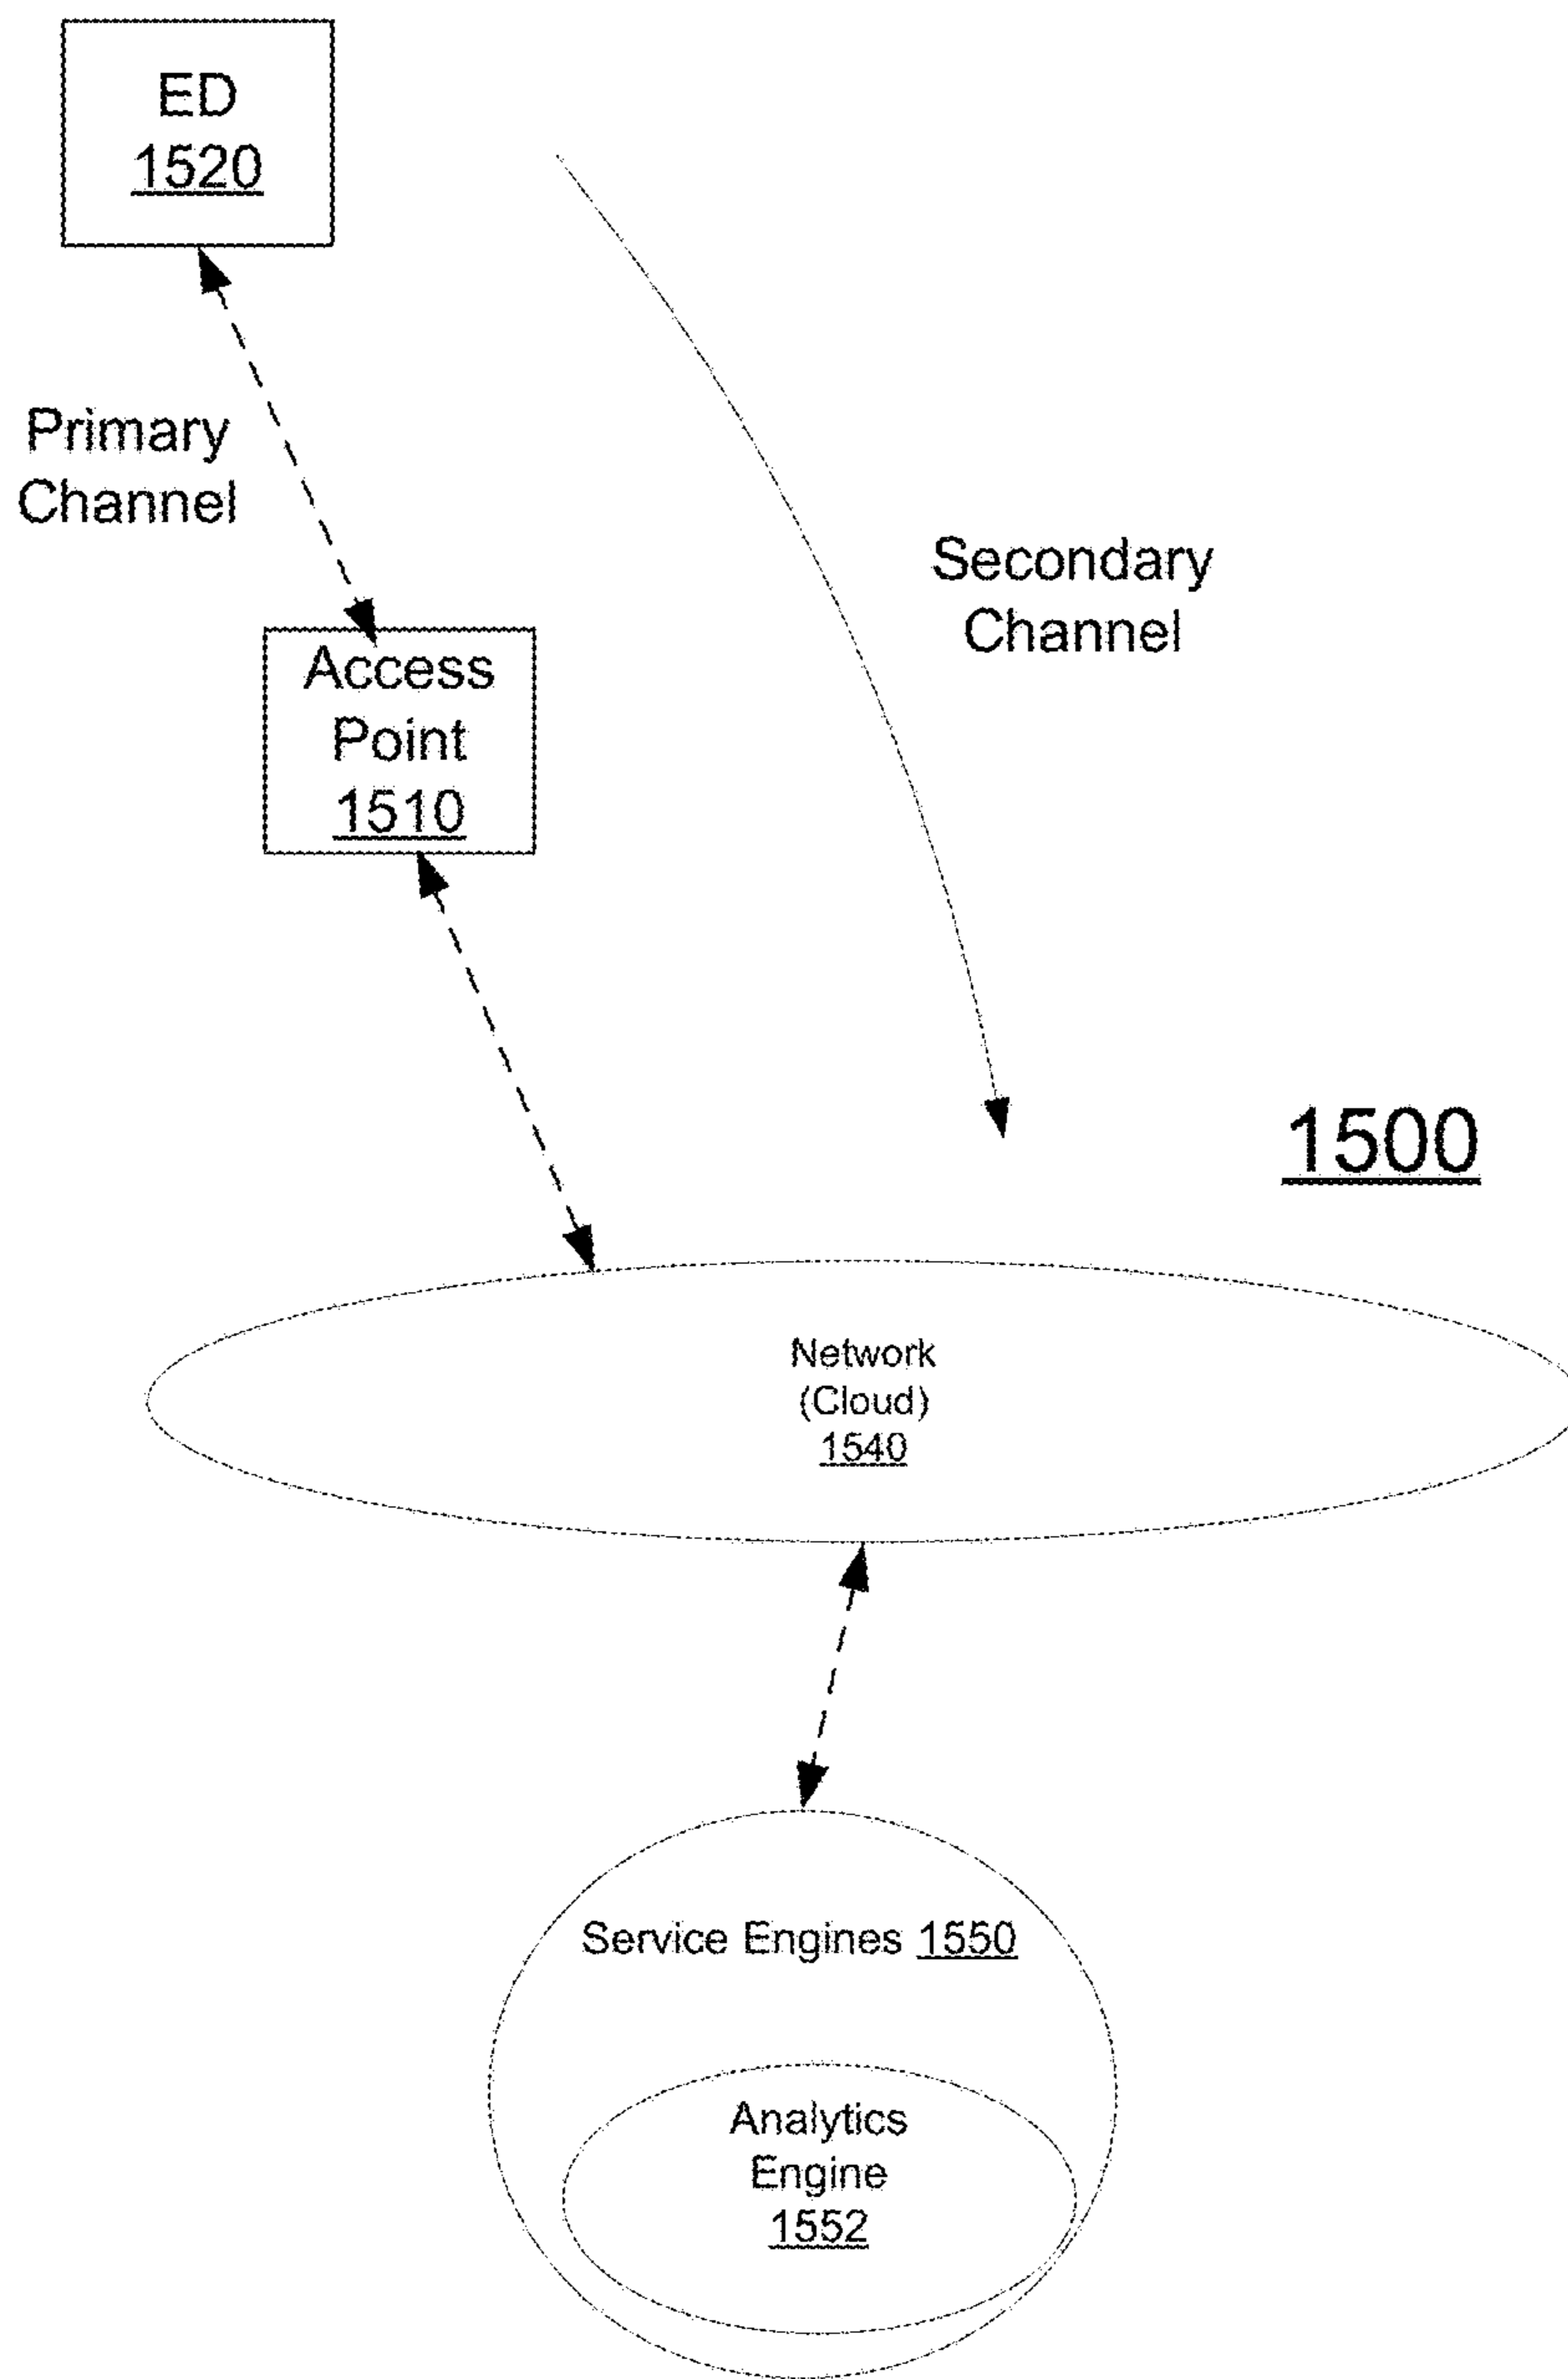 ED
1520
Primary
Channel
Secondary
Channel
Access
Point
1510
1500
Network
(Cloud)
1540
Service Engines 1550
Analytics
Engine
1552